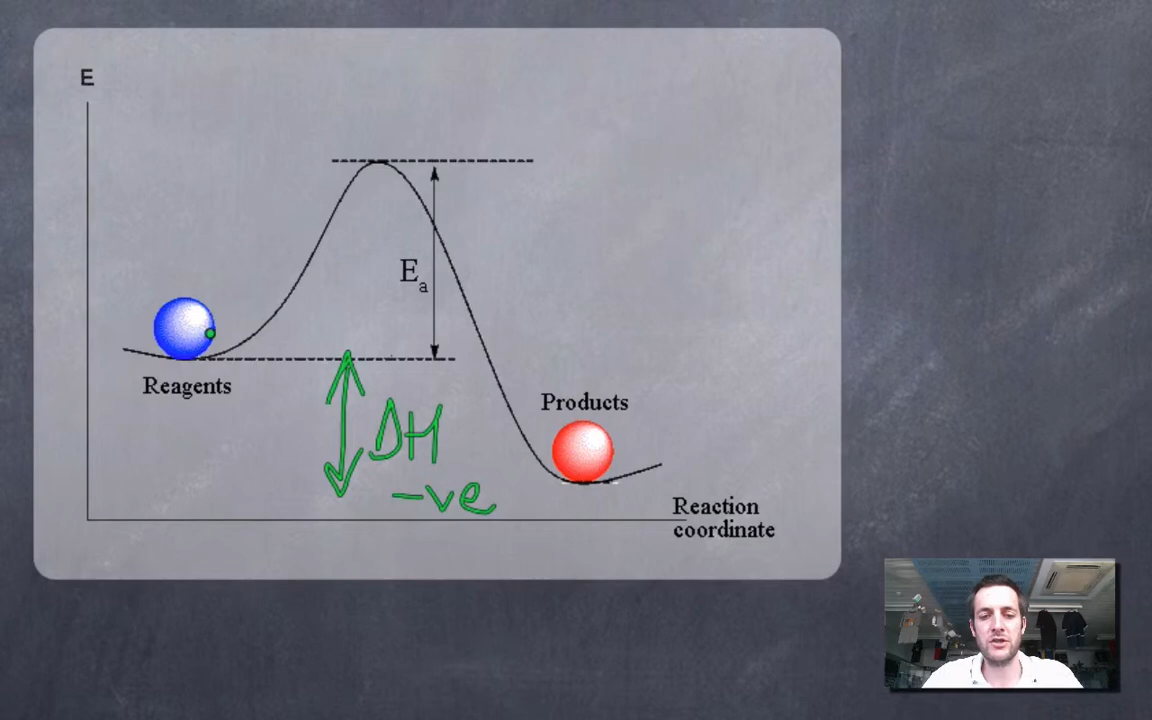 E
Ea
Reagents
ΔH
-ve
Products
Reaction
coordinate